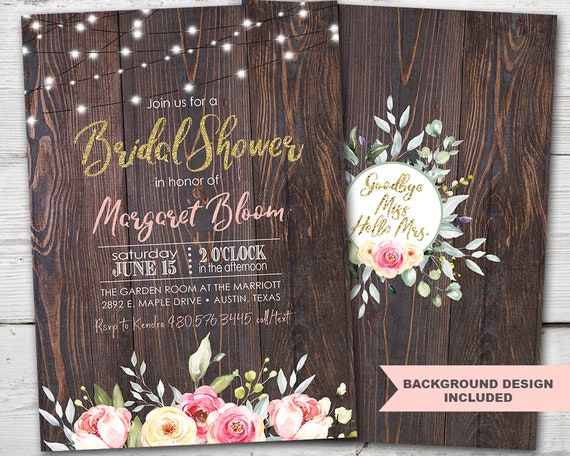 Join us for a
Bridal Shower
in honor of
Margaret Bloom
saturday
JUNE 15
2 O'CLOCK
in the afternoon
THE GARDEN ROOM AT THE MARRIOTT
2892 E. MAPLE DRIVE • AUSTIN, TEXAS
Rsvp to Kendra 980.576.3445 call/text
Goodbye
Miss
Hello Mrs.
BACKGROUND DESIGN
INCLUDED